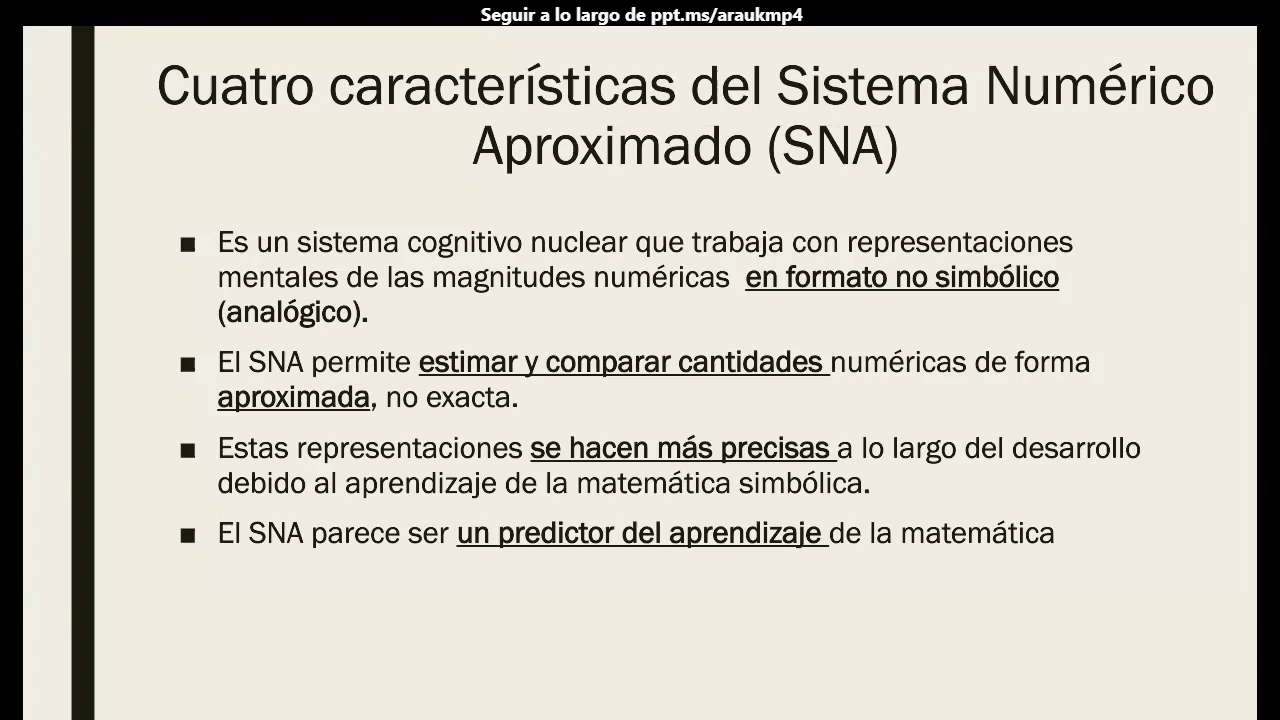 Seguir a lo largo de ppt.ms/araukmp4
Cuatro características del Sistema Numérico
Aproximado (SNA)
■ Es un sistema cognitivo nuclear que trabaja con representaciones
mentales de las magnitudes numéricas en formato no simbólico
(analógico).
■ El SNA permite estimar y comparar cantidades numéricas de forma
aproximada, no exacta.
■ Estas representaciones se hacen más precisas a lo largo del desarrollo
debido al aprendizaje de la matemática simbólica.
■ El SNA parece ser un predictor del aprendizaje de la matemática